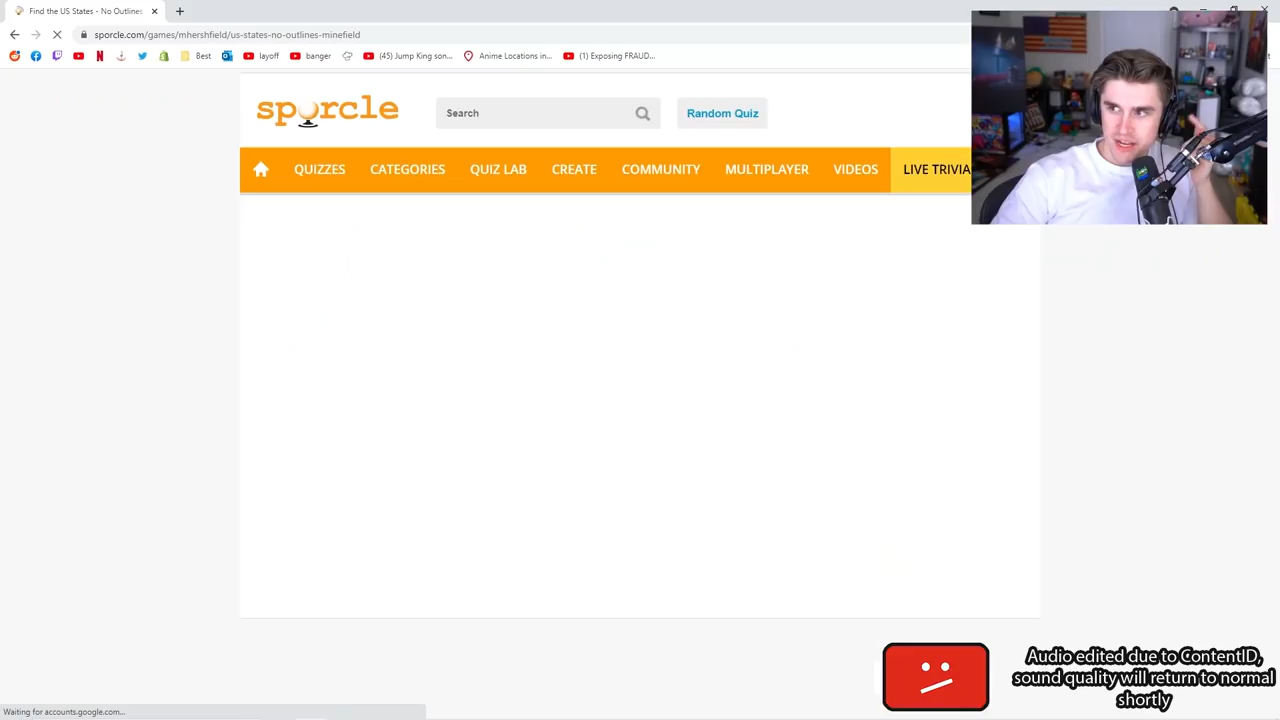 Find the US States - No Outlines
sporcle.com/games/mhershfield/us-states-no-outlines-minefield
Best
layoff
banger
(45) Jump King son...
Anime Locations in...
(1) Exposing FRAUD...
sporcle
Search
Random Quiz
QUIZZES
CATEGORIES
QUIZ LAB
CREATE
COMMUNITY
MULTIPLAYER
VIDEOS
LIVE TRIVIA
Audio edited due to ContentID,
sound quality will return to normal
shortly
Waiting for accounts.google.com...